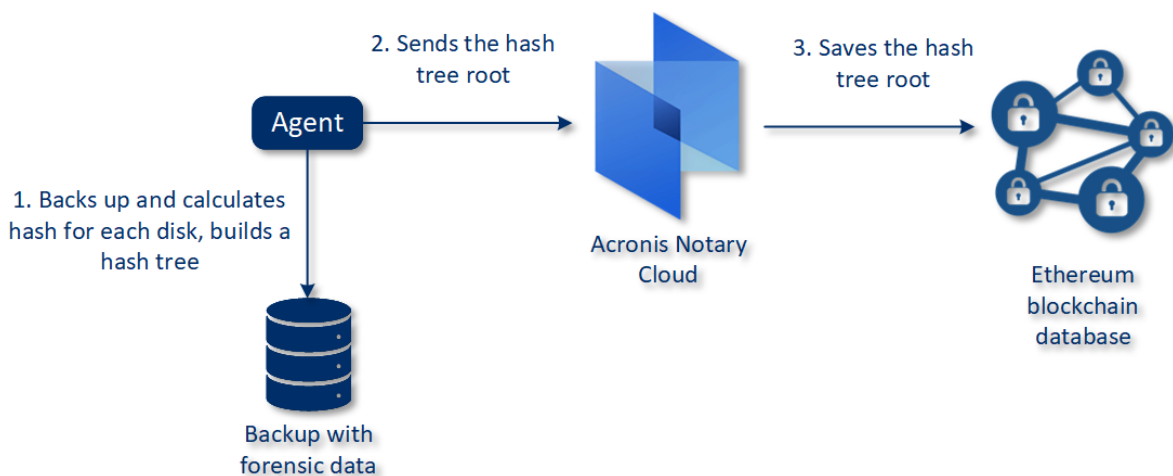 2. Sends the hash
tree root
3. Saves the hash
tree root
Agent
1. Backs up and calculates
hash for each disk, builds a
hash tree
Acronis Notary
Cloud
Ethereum
blockchain
database
Backup with
forensic data